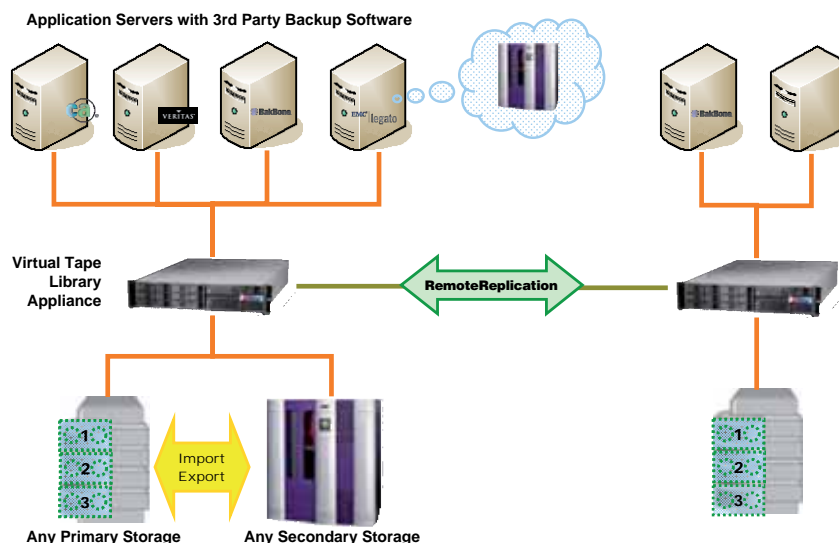 Application Servers with 3rd Party Backup Software
ca
VERITAS
BakBone
EMC
legato
BakBone
Virtual Tape
Library
Appliance
RemoteReplication
1
2
3
Import
Export
1
2
3
Any Primary Storage
Any Secondary Storage